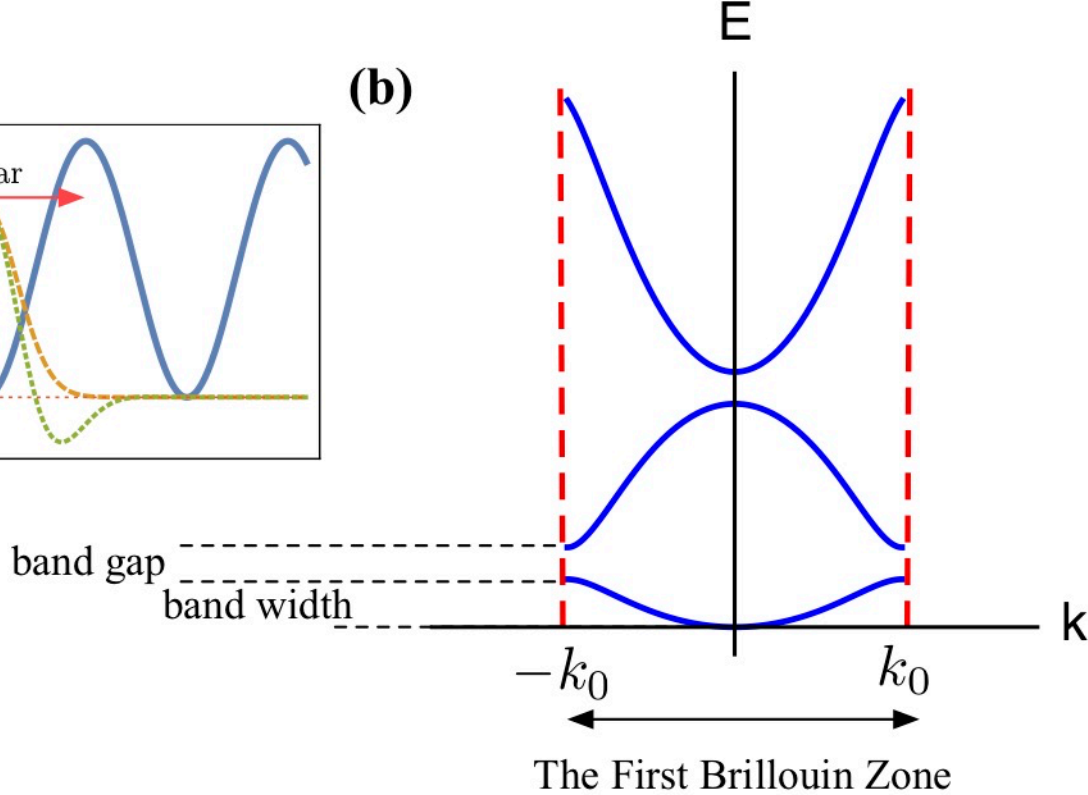 (b)
E
ar
band gap
band width
k
−k₀
k₀
The First Brillouin Zone